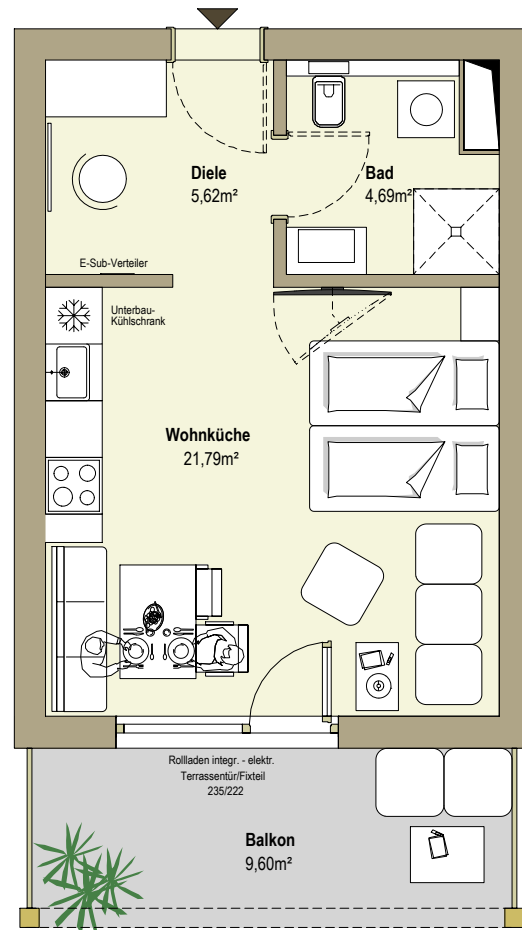 Diele
5,62m²
Bad
4,69m²
E-Sub-Verteiler
Unterbau-
Kühlschrank
Wohnküche
21,79m²
Rollladen integr. - elektr.
Terrassentür/Fixteil
235/222
Balkon
9,60m²